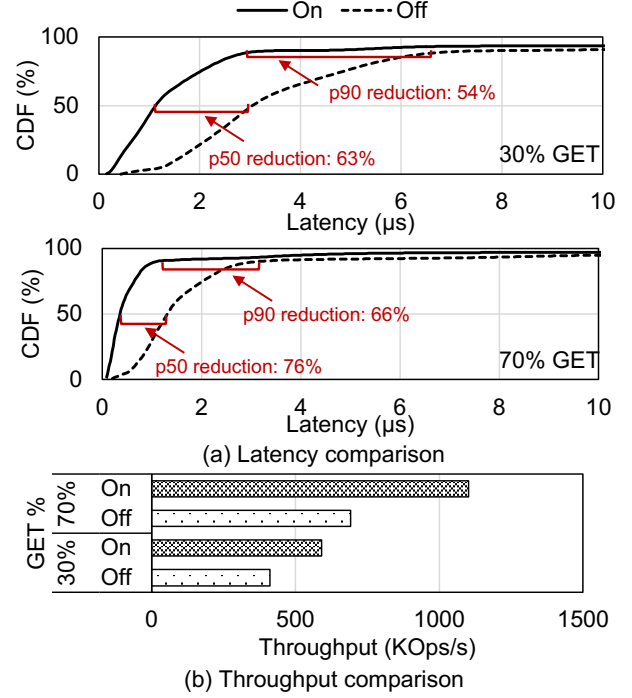 On Off
100
50
0
CDF (%)
p90 reduction: 54%
p50 reduction: 63%
30% GET
0 2 4 6 8 10
Latency (µs)
100
50
0
CDF (%)
p90 reduction: 66%
p50 reduction: 76%
70% GET
0 2 4 6 8 10
Latency (µs)
(a) Latency comparison
GET %
70%
On
Off
30%
On
Off
0 500 1000 1500
Throughput (KOps/s)
(b) Throughput comparison